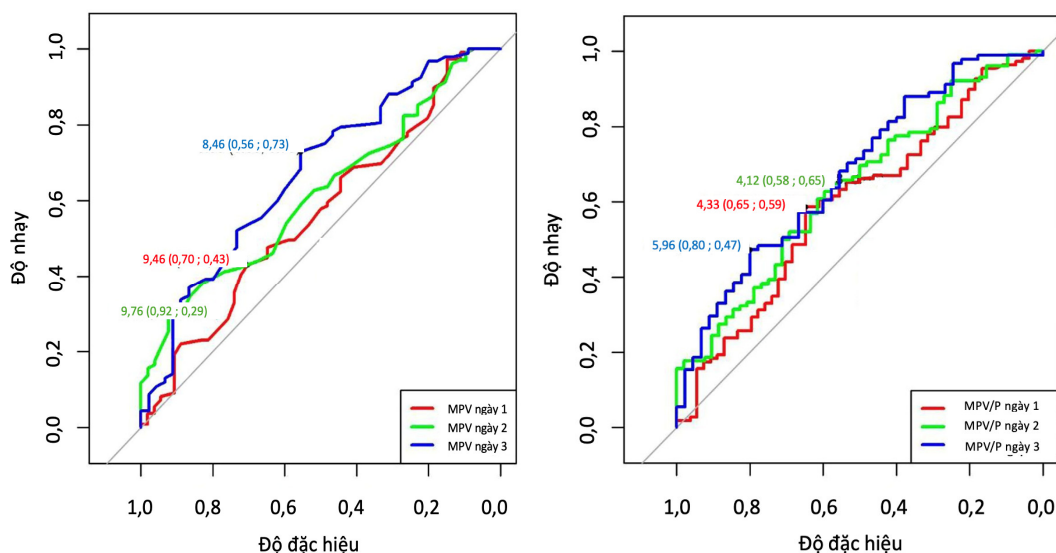 1,0
0,8
0,6
0,4
0,2
0,0
Độ nhạy
8,46 (0,56 ; 0,73)
9,46 (0,70 ; 0,43)
9,76 (0,92 ; 0,29)
MPV ngày 1
MPV ngày 2
MPV ngày 3
1,0 0,8 0,6 0,4 0,2 0,0
Độ đặc hiệu
1,0
0,8
0,6
0,4
0,2
0,0
Độ nhạy
4,12 (0,58 ; 0,65)
4,33 (0,65 ; 0,59)
5,96 (0,80 ; 0,47)
MPV/P ngày 1
MPV/P ngày 2
MPV/P ngày 3
1,0 0,8 0,6 0,4 0,2 0,0
Độ đặc hiệu